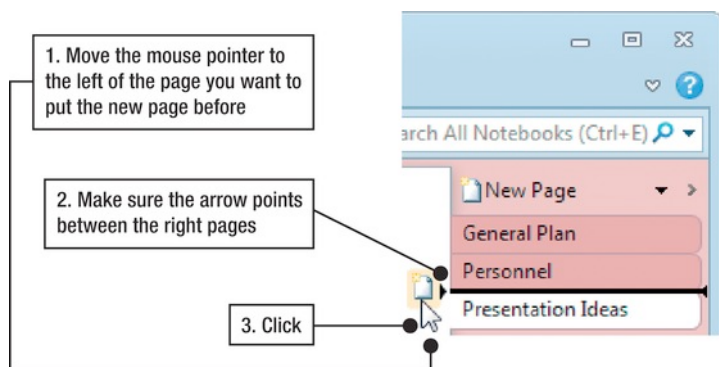 1. Move the mouse pointer to
the left of the page you want to
put the new page before
arch All Notebooks (Ctrl+E)
2. Make sure the arrow points
between the right pages
New Page
General Plan
Personnel
Presentation Ideas
3. Click